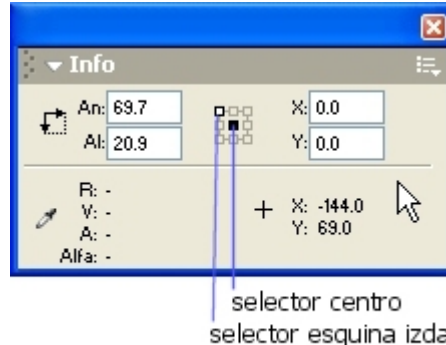 Info
An: 69.7 X: 0.0
Al: 20.9 Y: 0.0
R: -
V: - X: -144.0
A: - Y: 69.0
Alfa: -
selector centro
selector esquina izda